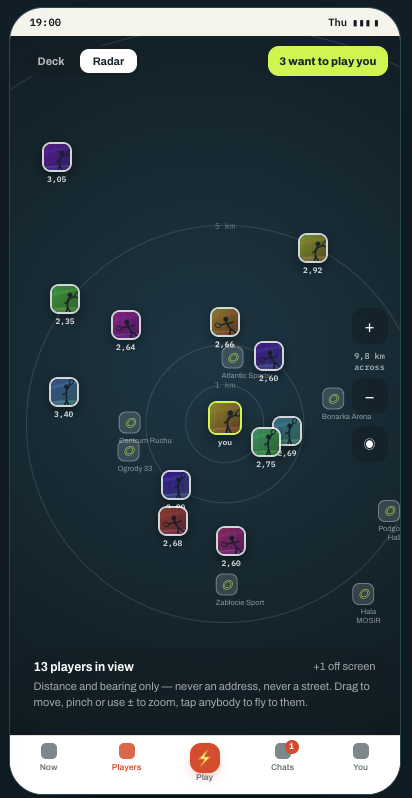 19:00
Thu
Deck
Radar
3 want to play you
3,05
5 km
2,92
2,35
2,64
2,66
Atlantic Sports
2,60
1 km
+
9,8 km
across
−
3,40
Bonarka Arena
you
Centrum Ruchu
Ogrody 33
2,69
2,75
2,68
2,60
Podgó
Hall
Zabłocie Sport
Hala
MOSiR
13 players in view
+1 off screen
Distance and bearing only — never an address, never a street. Drag to
move, pinch or use ± to zoom, tap anybody to fly to them.
1
Now
Players
Play
Chats
You